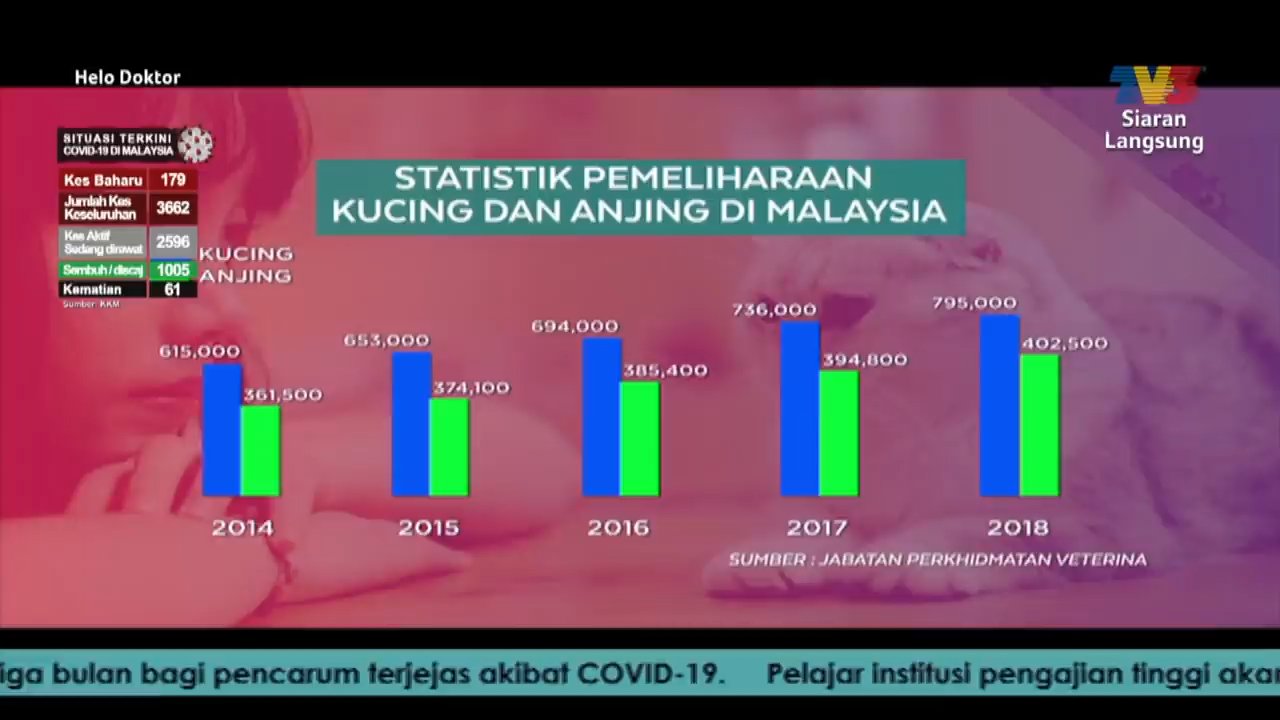 Helo Doktor
TV3
Siaran
Langsung
SITUASI TERKINI
COVID-19 DI MALAYSIA
Kes Baharu 179
Jumlah Kes
Keseluruhan 3662
Kes Aktif
Sedang dirawat 2596
Sembuh / discaj 1005
Kematian 61
Sumber: KKM
STATISTIK PEMELIHARAAN
KUCING DAN ANJING DI MALAYSIA
KUCING
ANJING
615,000
361,500
653,000
374,100
694,000
385,400
736,000
394,800
795,000
402,500
2014 2015 2016 2017 2018
SUMBER : JABATAN PERKHIDMATAN VETERINA
iga bulan bagi pencarum terjejas akibat COVID-19. Pelajar institusi pengajian tinggi akan